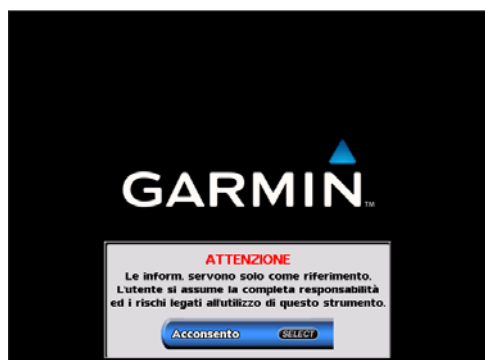 GARMIN™
ATTENZIONE
Le inform. servono solo come riferimento.
L'utente si assume la completa responsabilità
ed i rischi legati all'utilizzo di questo strumento.
Acconsento SELECT